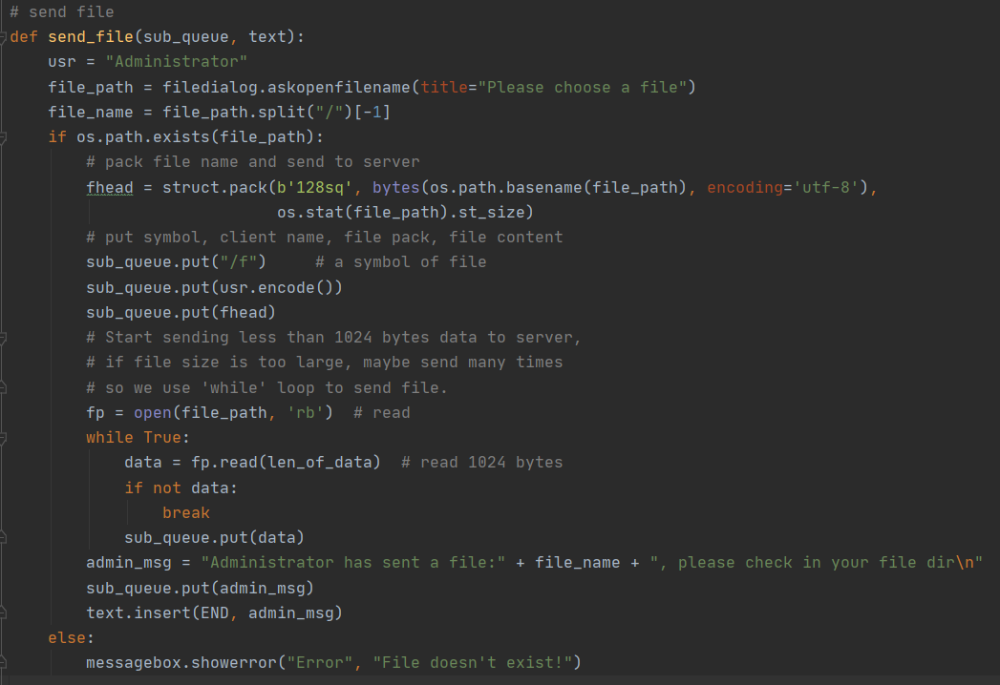 # send file
def send_file(sub_queue, text):
    usr = "Administrator"
    file_path = filedialog.askopenfilename(title="Please choose a file")
    file_name = file_path.split("/")[-1]
    if os.path.exists(file_path):
        # pack file name and send to server
        fhead = struct.pack(b'128sq', bytes(os.path.basename(file_path), encoding='utf-8'),
                            os.stat(file_path).st_size)
        # put symbol, client name, file pack, file content
        sub_queue.put("/f")     # a symbol of file
        sub_queue.put(usr.encode())
        sub_queue.put(fhead)
        # Start sending less than 1024 bytes data to server,
        # if file size is too large, maybe send many times
        # so we use 'while' loop to send file.
        fp = open(file_path, 'rb')  # read
        while True:
            data = fp.read(len_of_data)  # read 1024 bytes
            if not data:
                break
            sub_queue.put(data)
        admin_msg = "Administrator has sent a file:" + file_name + ", please check in your file dir\n"
        sub_queue.put(admin_msg)
        text.insert(END, admin_msg)
    else:
        messagebox.showerror("Error", "File doesn't exist!")